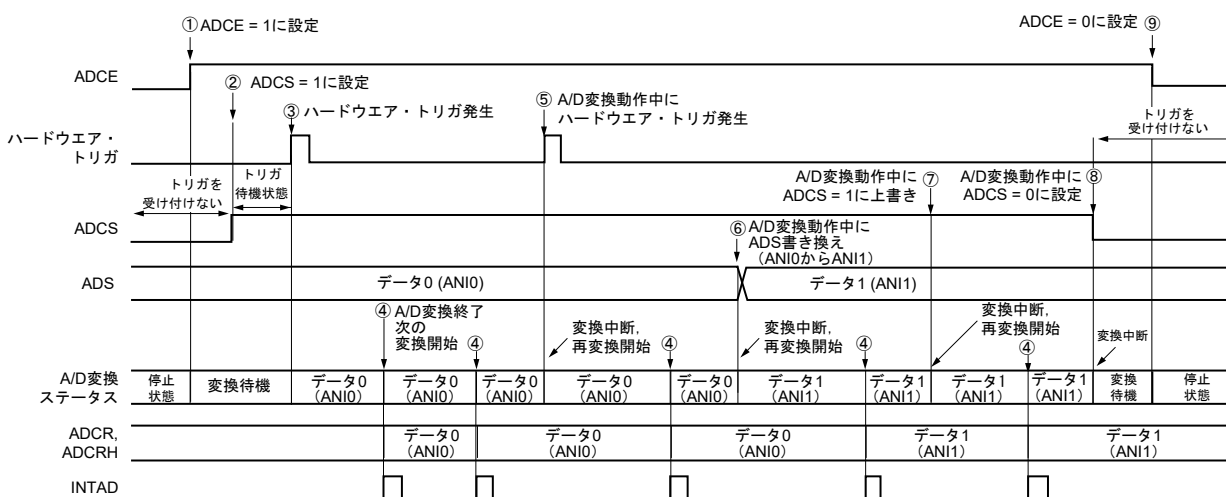 ① ADCE = 1に設定
ADCE = 0に設定 ⑨
ADCE
② ADCS = 1に設定
③ ハードウエア・トリガ発生
⑤ A/D変換動作中に
ハードウエア・トリガ発生
ハードウエア・
トリガ
トリガを
受け付けない
トリガを
受け付けない
トリガ
待機状態
A/D変換動作中に ⑦
ADCS = 1に上書き
A/D変換動作中に ⑧
ADCS = 0に設定
ADCS
⑥ A/D変換動作中に
ADS書き換え
（ANI0からANI1）
ADS
データ0 (ANI0)
データ1 (ANI1)
④ A/D変換終了
次の
変換開始
④
変換中断,
再変換開始
④
変換中断,
再変換開始
④
変換中断,
再変換開始
④
変換中断
A/D変換
ステータス
停止
状態
変換待機
データ0
(ANI0)
データ0
(ANI0)
データ0
(ANI0)
データ0
(ANI0)
データ0
(ANI0)
データ1
(ANI1)
データ1
(ANI1)
データ1
(ANI1)
データ1
(ANI1)
変換
待機
停止
状態
ADCR,
ADCRH
データ0
（ANI0）
データ0
（ANI0）
データ0
（ANI0）
データ1
（ANI1）
データ1
（ANI1）
INTAD